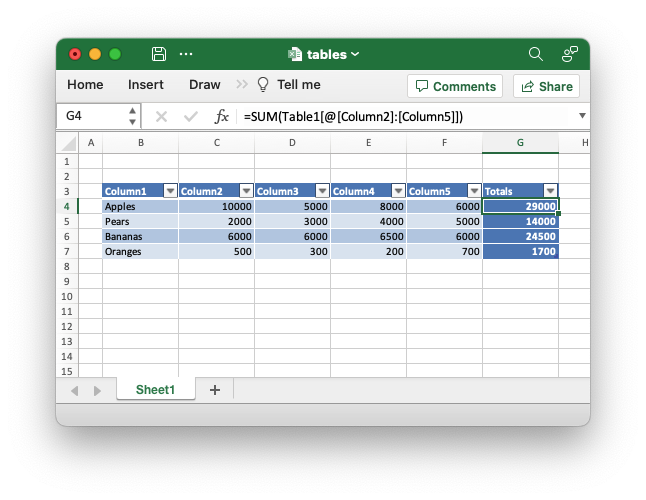 tables
Home Insert Draw Tell me Comments Share
G4 fx =SUM(Table1[@[Column2]:[Column5]])
A B C D E F G H
1
2
3 Column1 Column2 Column3 Column4 Column5 Totals
4 Apples 10000 5000 8000 6000 29000
5 Pears 2000 3000 4000 5000 14000
6 Bananas 6000 6000 6500 6000 24500
7 Oranges 500 300 200 700 1700
8
9
10
11
12
13
14
15
Sheet1 +